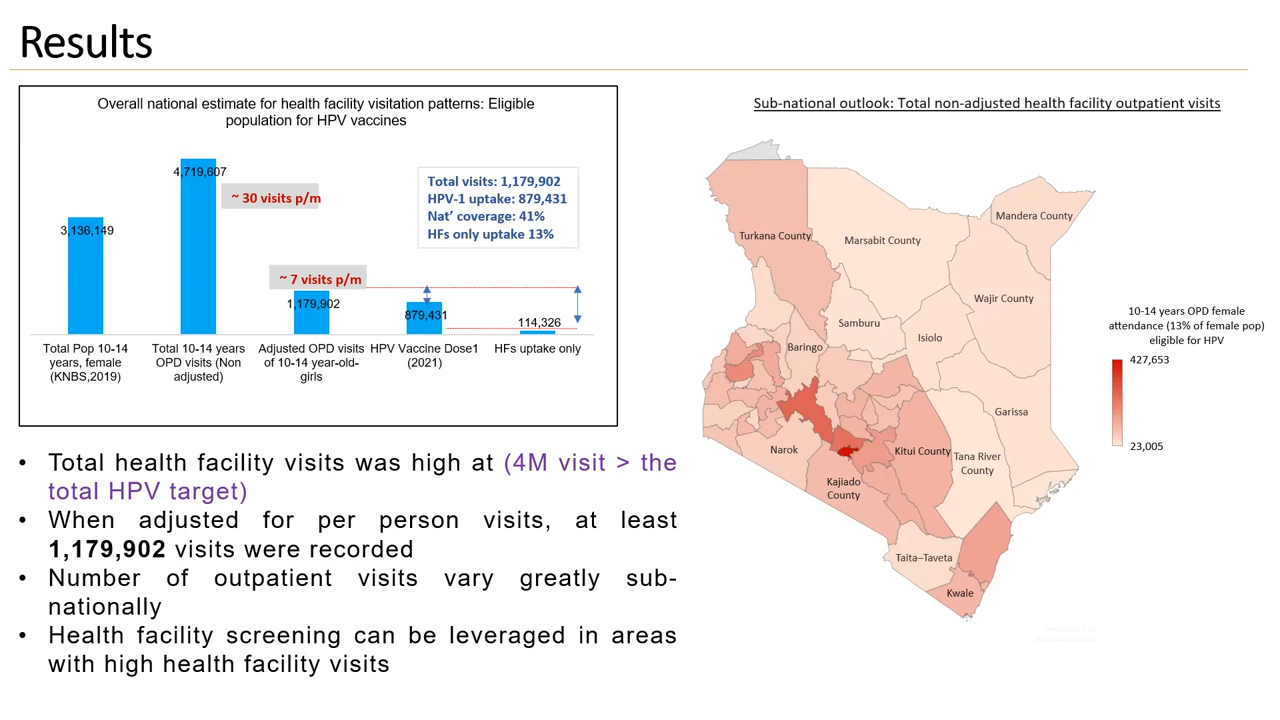 Results
Overall national estimate for health facility visitation patterns: Eligible
population for HPV vaccines
3,136,149
4,719,607
~ 30 visits p/m
~ 7 visits p/m
1,179,902
879,431
114,326
Total visits: 1,179,902
HPV-1 uptake: 879,431
Nat’ coverage: 41%
HFs only uptake 13%
Total Pop 10-14
years, female
(KNBS,2019)
Total 10-14 years
OPD visits (Non
adjusted)
Adjusted OPD visits
of 10-14 year-old-
girls
HPV Vaccine Dose1
(2021)
HFs uptake only
• Total health facility visits was high at (4M visit > the
total HPV target)
• When adjusted for per person visits, at least
1,179,902 visits were recorded
• Number of outpatient visits vary greatly sub-
nationally
• Health facility screening can be leveraged in areas
with high health facility visits
Sub-national outlook: Total non-adjusted health facility outpatient visits
Turkana County
Marsabit County
Mandera County
Wajir County
Samburu
Isiolo
Baringo
Garissa
Narok
Kitui County
Tana River
County
Kajiado
County
Taita–Taveta
Kwale
10-14 years OPD female
attendance (13% of female pop)
eligible for HPV
427,653
23,005